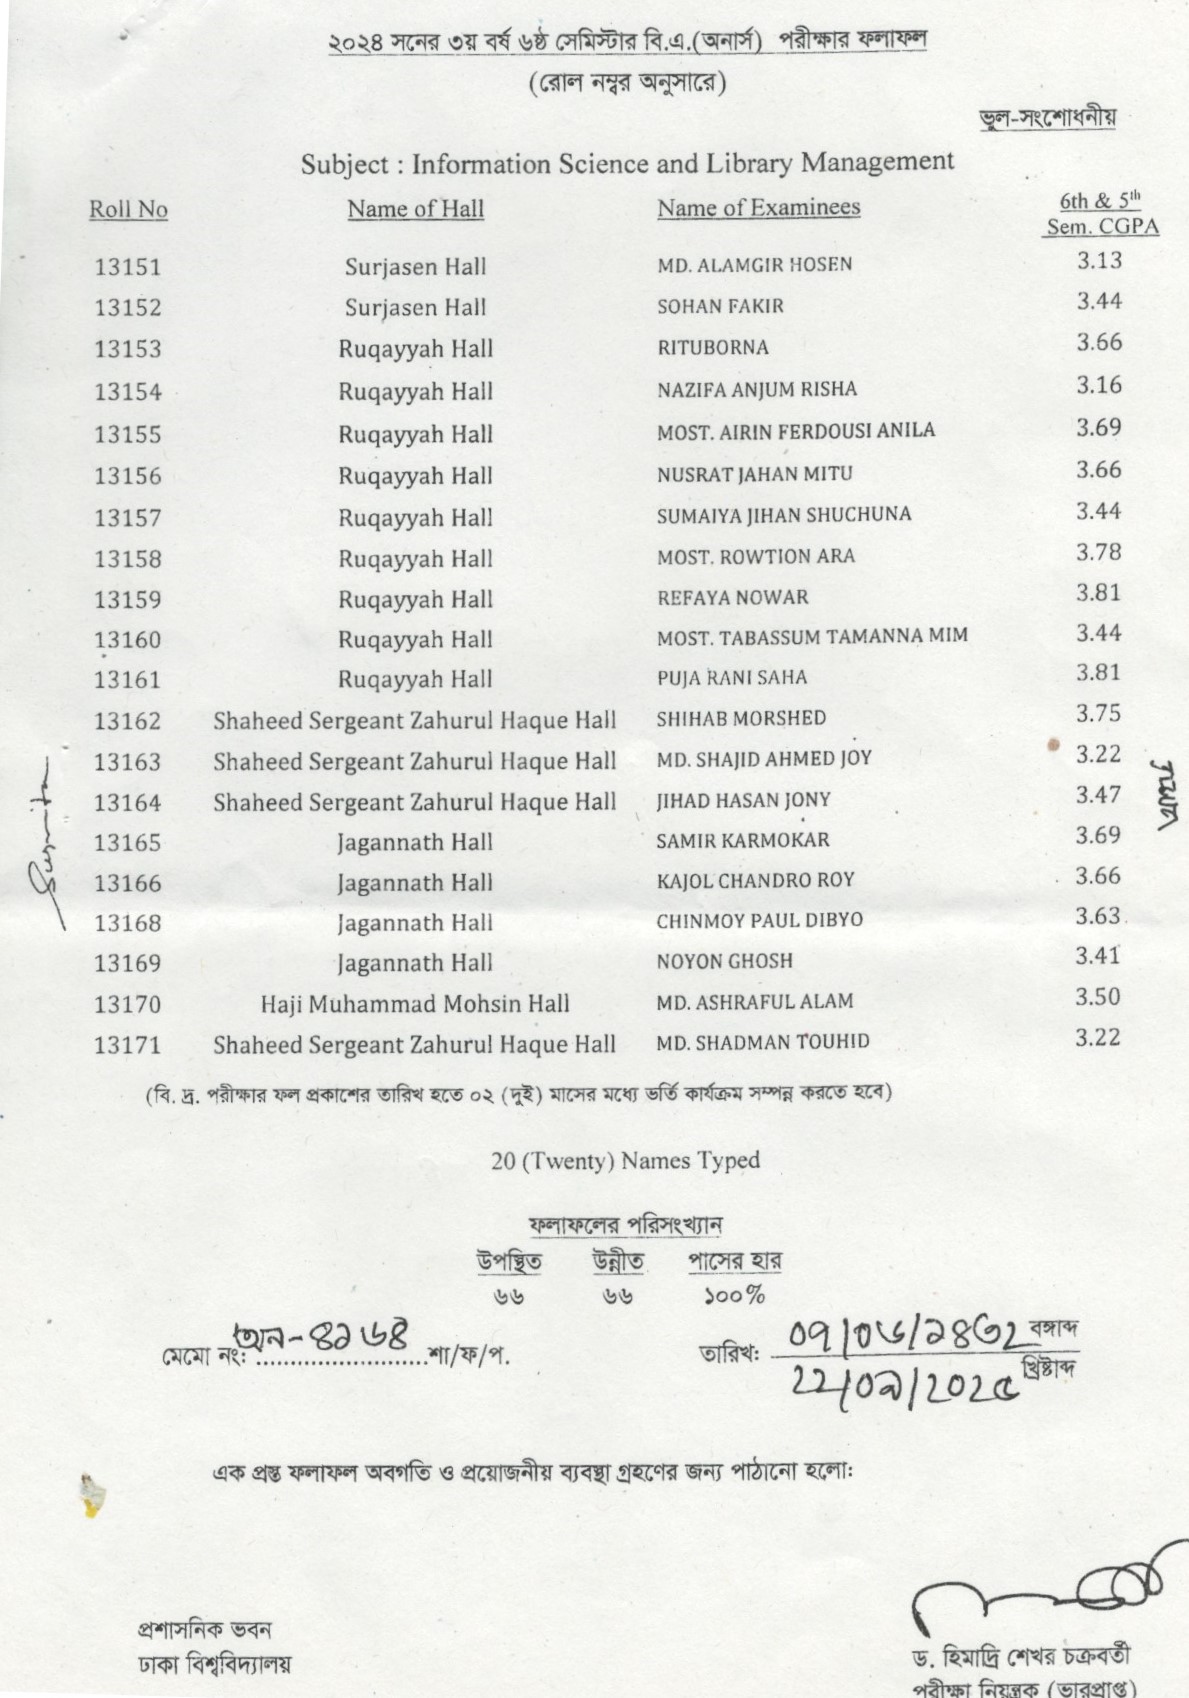 ২০২৪ সনের ৩য় বর্ষ ৬ষ্ঠ সেমিস্টার বি.এ.(অনার্স) পরীক্ষার ফলাফল
(রোল নম্বর অনুসারে)
ভুল-সংশোধনীয়
Subject : Information Science and Library Management
Roll No Name of Hall Name of Examinees 6th & 5th Sem. CGPA
13151 Surjasen Hall MD. ALAMGIR HOSEN 3.13
13152 Surjasen Hall SOHAN FAKIR 3.44
13153 Ruqayyah Hall RITUBORNA 3.66
13154 Ruqayyah Hall NAZIFA ANJUM RISHA 3.16
13155 Ruqayyah Hall MOST. AIRIN FERDOUSI ANILA 3.69
13156 Ruqayyah Hall NUSRAT JAHAN MITU 3.66
13157 Ruqayyah Hall SUMAIYA JIHAN SHUCHUNA 3.44
13158 Ruqayyah Hall MOST. ROWTION ARA 3.78
13159 Ruqayyah Hall REFAYA NOWAR 3.81
13160 Ruqayyah Hall MOST. TABASSUM TAMANNA MIM 3.44
13161 Ruqayyah Hall PUJA RANI SAHA 3.81
13162 Shaheed Sergeant Zahurul Haque Hall SHIHAB MORSHED 3.75
13163 Shaheed Sergeant Zahurul Haque Hall MD. SHAJID AHMED JOY 3.22
13164 Shaheed Sergeant Zahurul Haque Hall JIHAD HASAN JONY 3.47
13165 Jagannath Hall SAMIR KARMOKAR 3.69
13166 Jagannath Hall KAJOL CHANDRO ROY 3.66
13168 Jagannath Hall CHINMOY PAUL DIBYO 3.63
13169 Jagannath Hall NOYON GHOSH 3.41
13170 Haji Muhammad Mohsin Hall MD. ASHRAFUL ALAM 3.50
13171 Shaheed Sergeant Zahurul Haque Hall MD. SHADMAN TOUHID 3.22
(বি. দ্র. পরীক্ষার ফল প্রকাশের তারিখ হতে ০২ (দুই) মাসের মধ্যে ভর্তি কার্যক্রম সম্পন্ন করতে হবে)
20 (Twenty) Names Typed
ফলাফলের পরিসংখ্যান
উপস্থিত উন্নীত পাসের হার
৬৬ ৬৬ ১০০%
মেমো নং: অন-৪৯৬৪ শা/ফ/প.
তারিখ: ০৭/০৬/১৪৩২ বঙ্গাব্দ
২২/০৯/২০২৫ খ্রিষ্টাব্দ
এক প্রস্ত ফলাফল অবগতি ও প্রয়োজনীয় ব্যবস্থা গ্রহণের জন্য পাঠানো হলো:
প্রশাসনিক ভবন
ঢাকা বিশ্ববিদ্যালয়
ড. হিমাদ্রি শেখর চক্রবর্তী
পরীক্ষা নিয়ন্ত্রক (ভারপ্রাপ্ত)